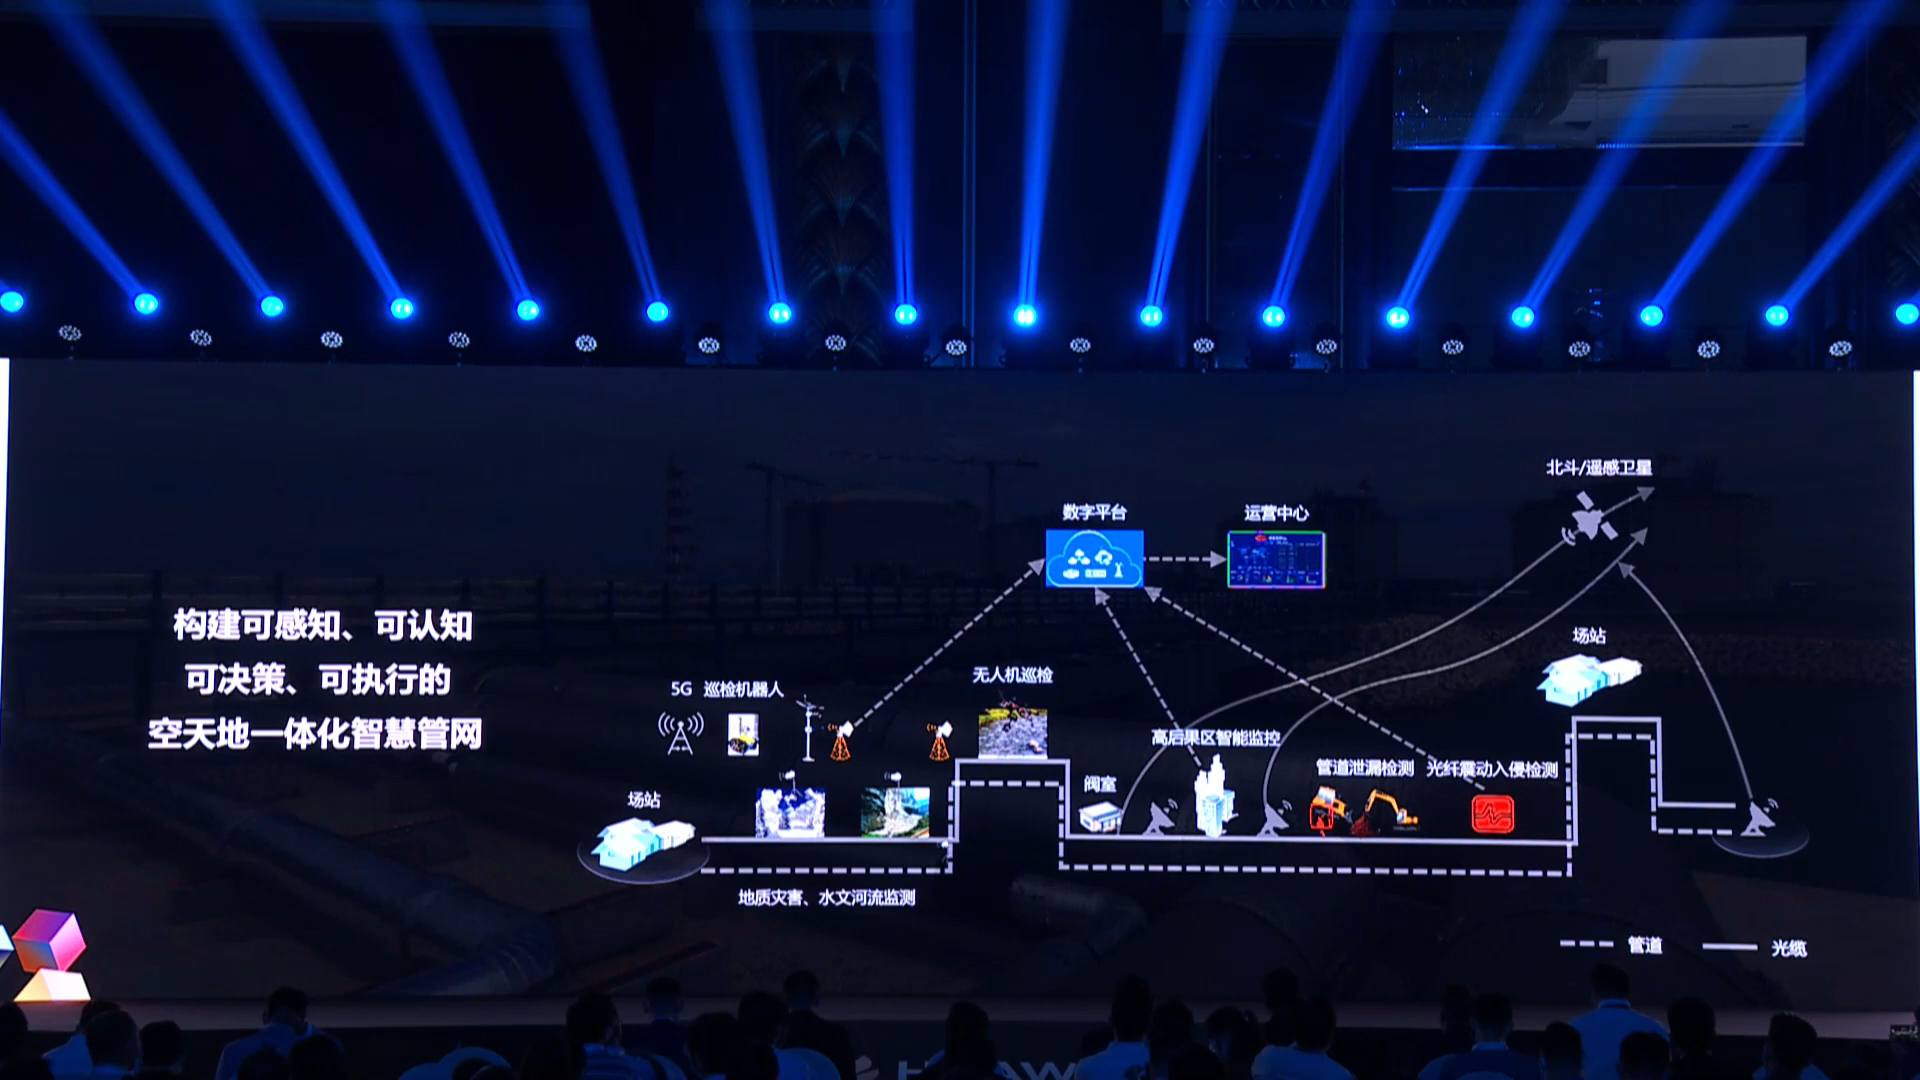 北斗/遥感卫星
数字平台
运营中心
构建可感知、可认知
可决策、可执行的
空天地一体化智慧管网
场站
无人机巡检
5G 巡检机器人
高后果区智能监控
管道泄漏检测
光纤震动入侵检测
阀室
场站
地质灾害、水文河流监测
管道
光缆